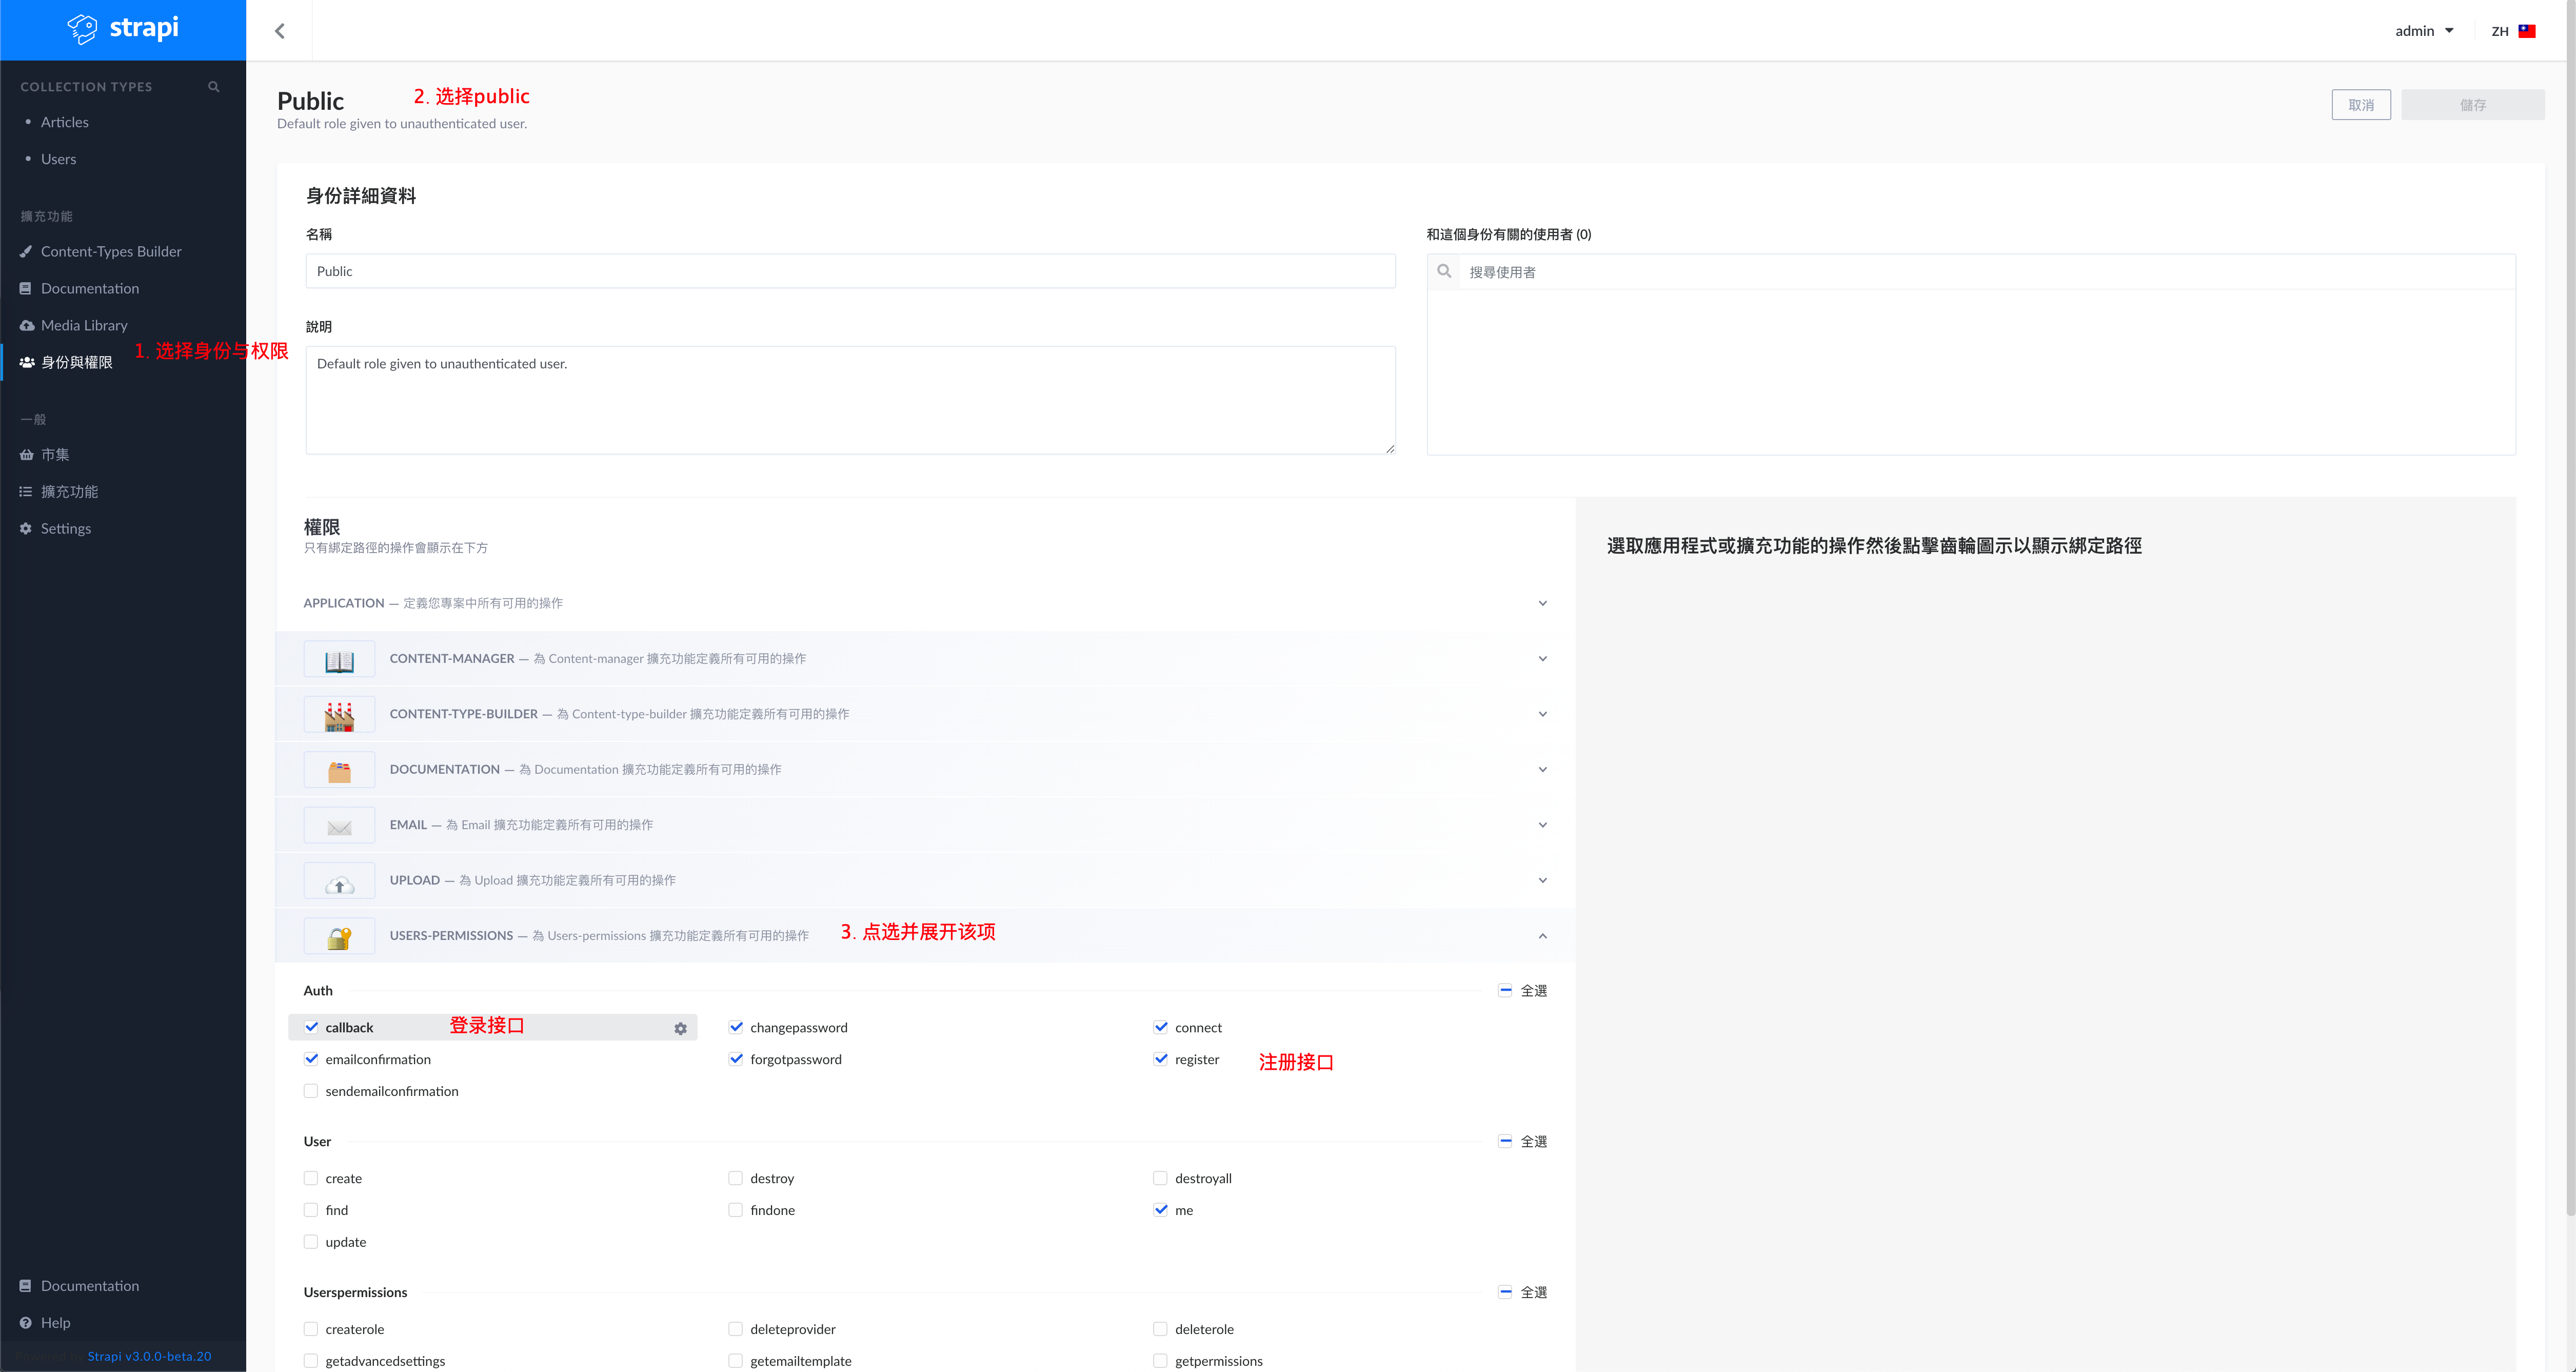 strapi
admin
ZH
COLLECTION TYPES
Articles
Users
擴充功能
Content-Types Builder
Documentation
Media Library
身份與權限
1. 选择身份与权限
一般
市集
擴充功能
Settings
Documentation
Help
Strapi v3.0.0-beta.20
Public
2. 选择public
Default role given to unauthenticated user.
取消
儲存
身份詳細資料
名稱
Public
和這個身份有關的使用者 (0)
搜尋使用者
說明
Default role given to unauthenticated user.
權限
只有綁定路徑的操作會顯示在下方
選取應用程式或擴充功能的操作然後點擊齒輪圖示以顯示綁定路徑
APPLICATION — 定義您專案中所有可用的操作
CONTENT-MANAGER — 為 Content-manager 擴充功能定義所有可用的操作
CONTENT-TYPE-BUILDER — 為 Content-type-builder 擴充功能定義所有可用的操作
DOCUMENTATION — 為 Documentation 擴充功能定義所有可用的操作
EMAIL — 為 Email 擴充功能定義所有可用的操作
UPLOAD — 為 Upload 擴充功能定義所有可用的操作
USERS-PERMISSIONS — 為 Users-permissions 擴充功能定義所有可用的操作
3. 点选并展开该项
Auth
全選
callback
登录接口
changepassword
connect
emailconfirmation
forgotpassword
register
注册接口
sendemailconfirmation
User
全選
create
destroy
destroyall
find
findone
me
update
Userspermissions
全選
createrole
deleteprovider
deleterole
getadvancedsettings
getemailtemplate
getpermissions